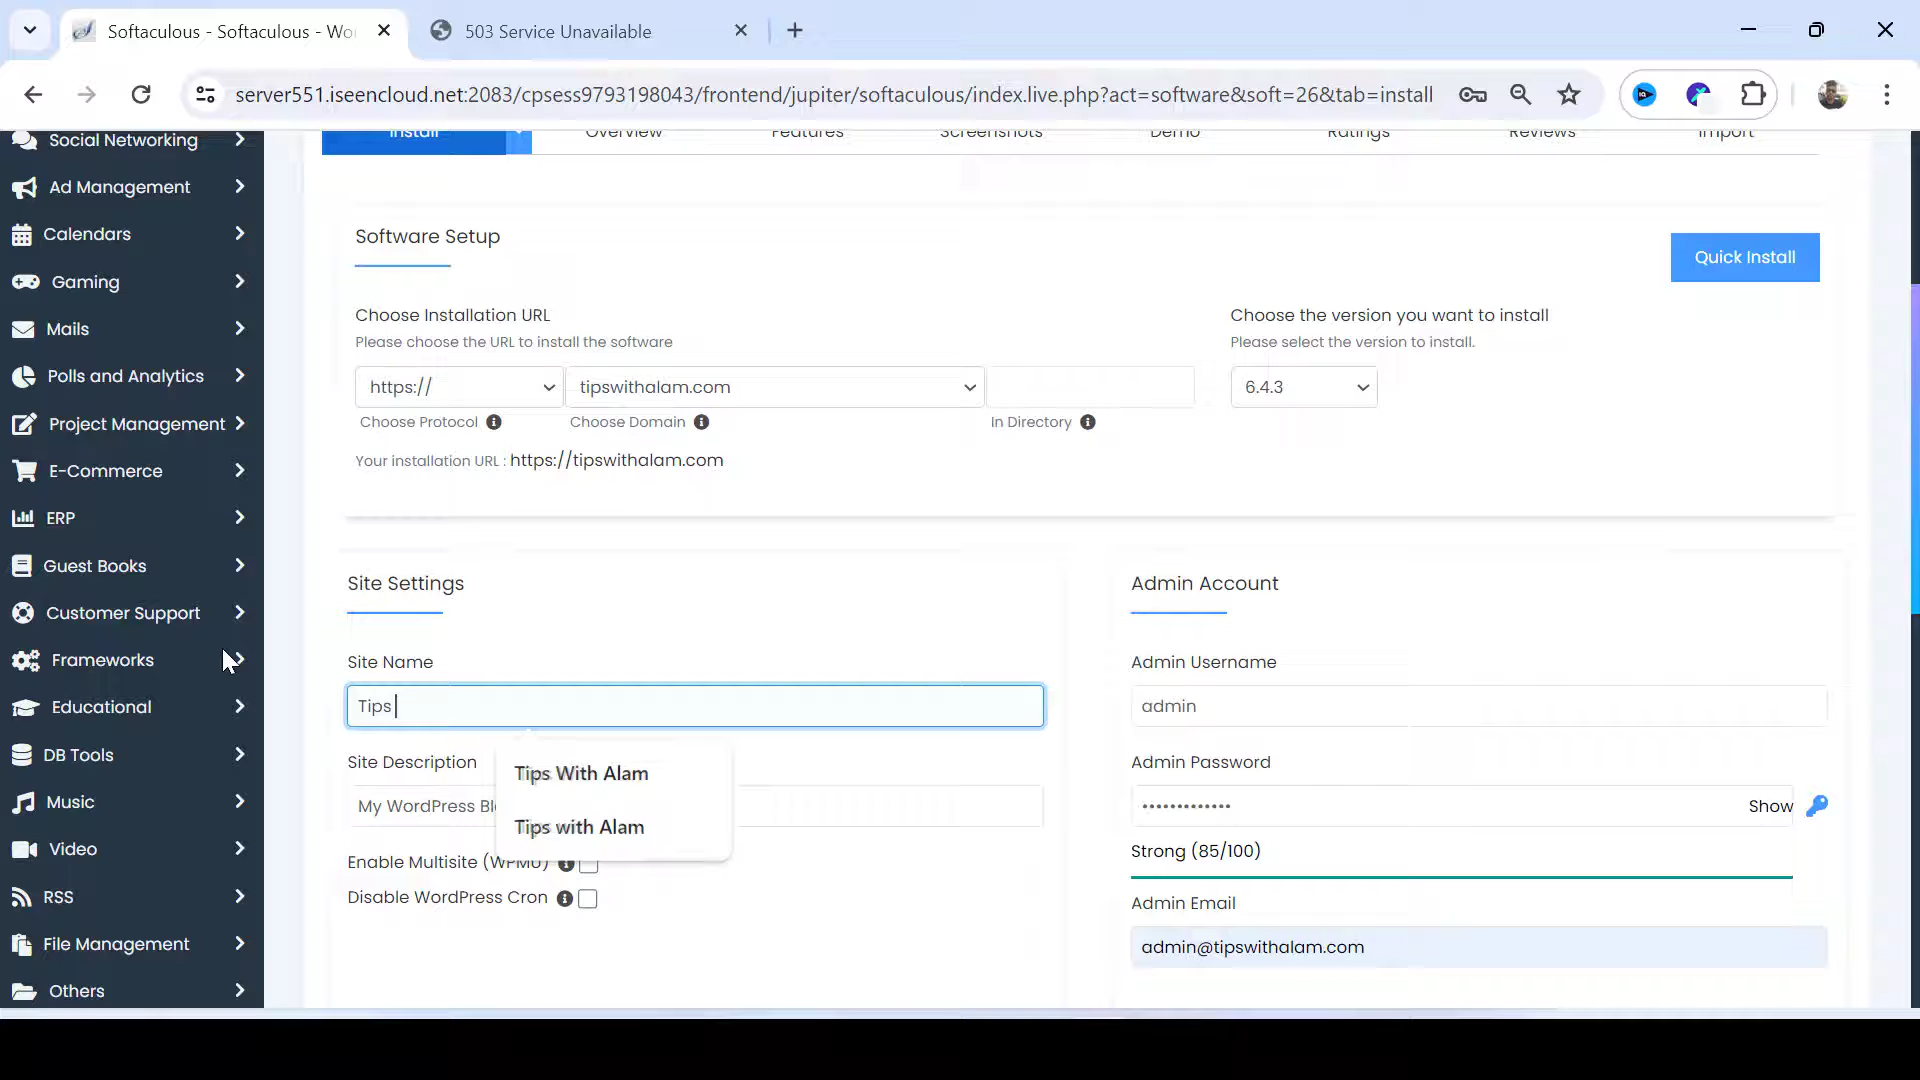 Softaculous - Softaculous - Wo
503 Service Unavailable
server551.iseencloud.net:2083/cpsess9793198043/frontend/jupiter/softaculous/index.live.php?act=software&soft=26&tab=install
Social Networking
Ad Management
Calendars
Gaming
Mails
Polls and Analytics
Project Management
E-Commerce
ERP
Guest Books
Customer Support
Frameworks
Educational
DB Tools
Music
Video
RSS
File Management
Others
Install Overview Features Screenshots Demo Ratings Reviews Import
Software Setup
Quick Install
Choose Installation URL
Please choose the URL to install the software
https:// tipswithalam.com
Choose Protocol Choose Domain In Directory
Your installation URL : https://tipswithalam.com
Choose the version you want to install
Please select the version to install.
6.4.3
Site Settings
Site Name
Tips
Tips With Alam
Tips with Alam
Site Description
My WordPress Bl
Enable Multisite (WPMU)
Disable WordPress Cron
Admin Account
Admin Username
admin
Admin Password
Show
Strong (85/100)
Admin Email
admin@tipswithalam.com